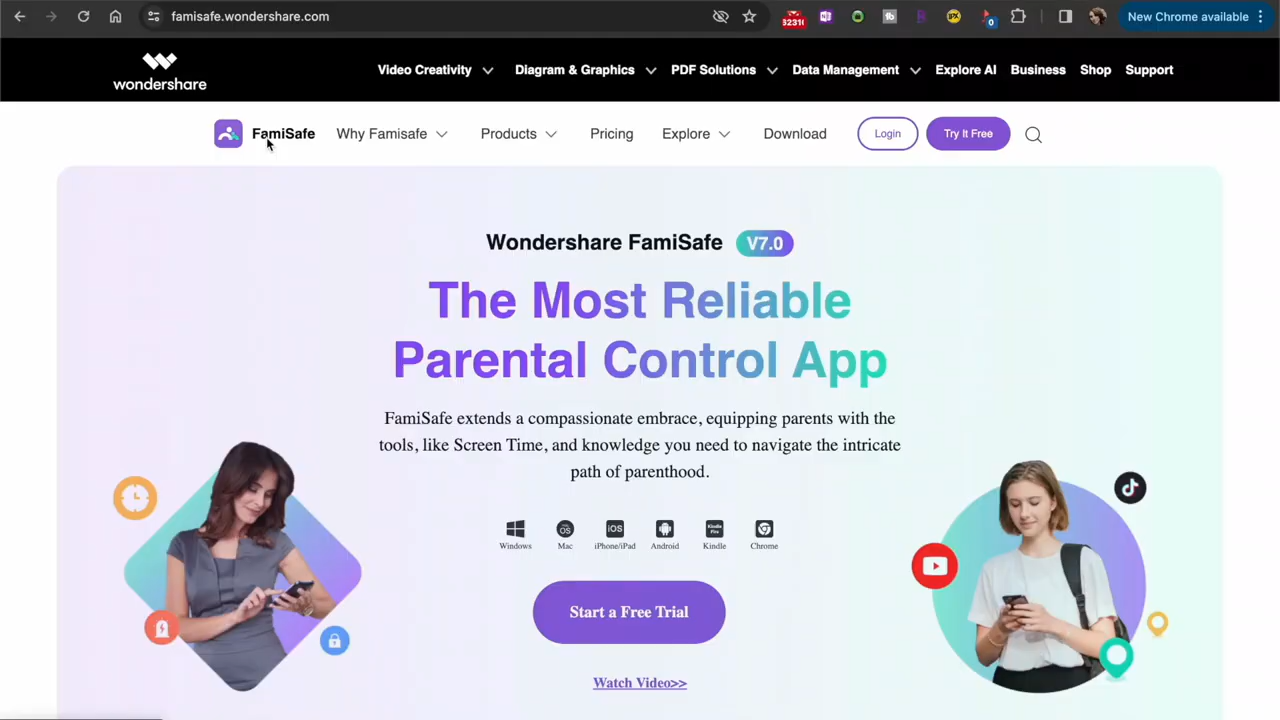 famisafe.wondershare.com
New Chrome available
wondershare
Video Creativity
Diagram & Graphics
PDF Solutions
Data Management
Explore AI
Business
Shop
Support
FamiSafe
Why Famisafe
Products
Pricing
Explore
Download
Login
Try It Free
Wondershare FamiSafe V7.0
The Most Reliable
Parental Control App
FamiSafe extends a compassionate embrace, equipping parents with the
tools, like Screen Time, and knowledge you need to navigate the intricate
path of parenthood.
Windows
Mac
iPhone/iPad
Android
Kindle
Chrome
Start a Free Trial
Watch Video>>